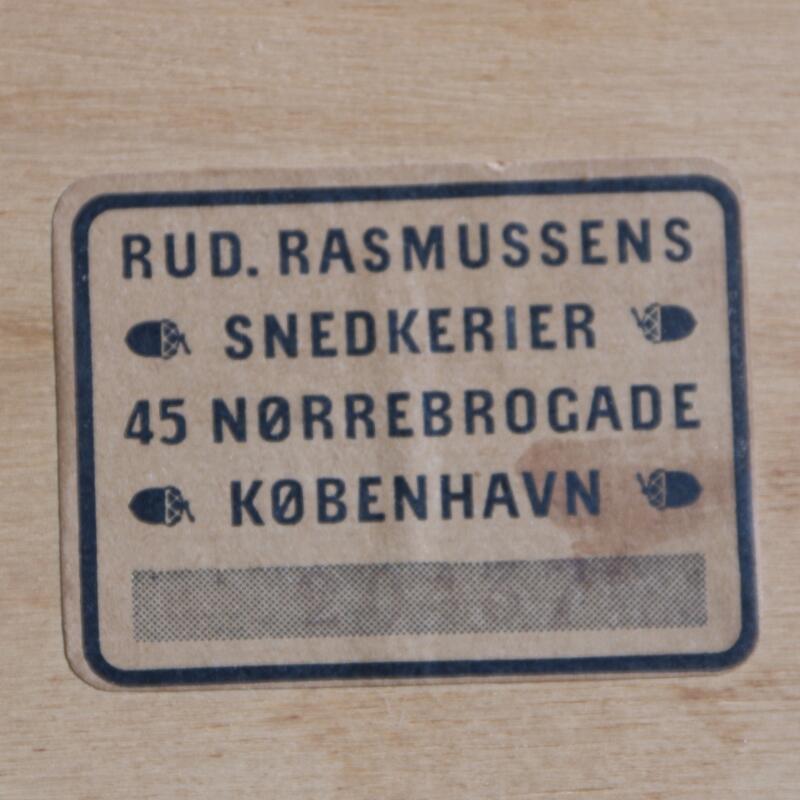 RUD. RASMUSSENS
SNEDKERIER
45 NØRREBROGADE
KØBENHAVN